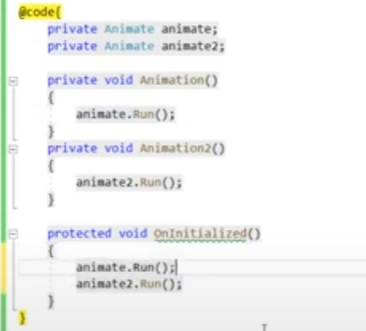 @code{
private Animate animate;
private Animate animate2;
private void Animation()
{
animate.Run();
}
private void Animation2()
{
animate2.Run();
}
protected void OnInitialized()
{
animate.Run();
animate2.Run();
}
}